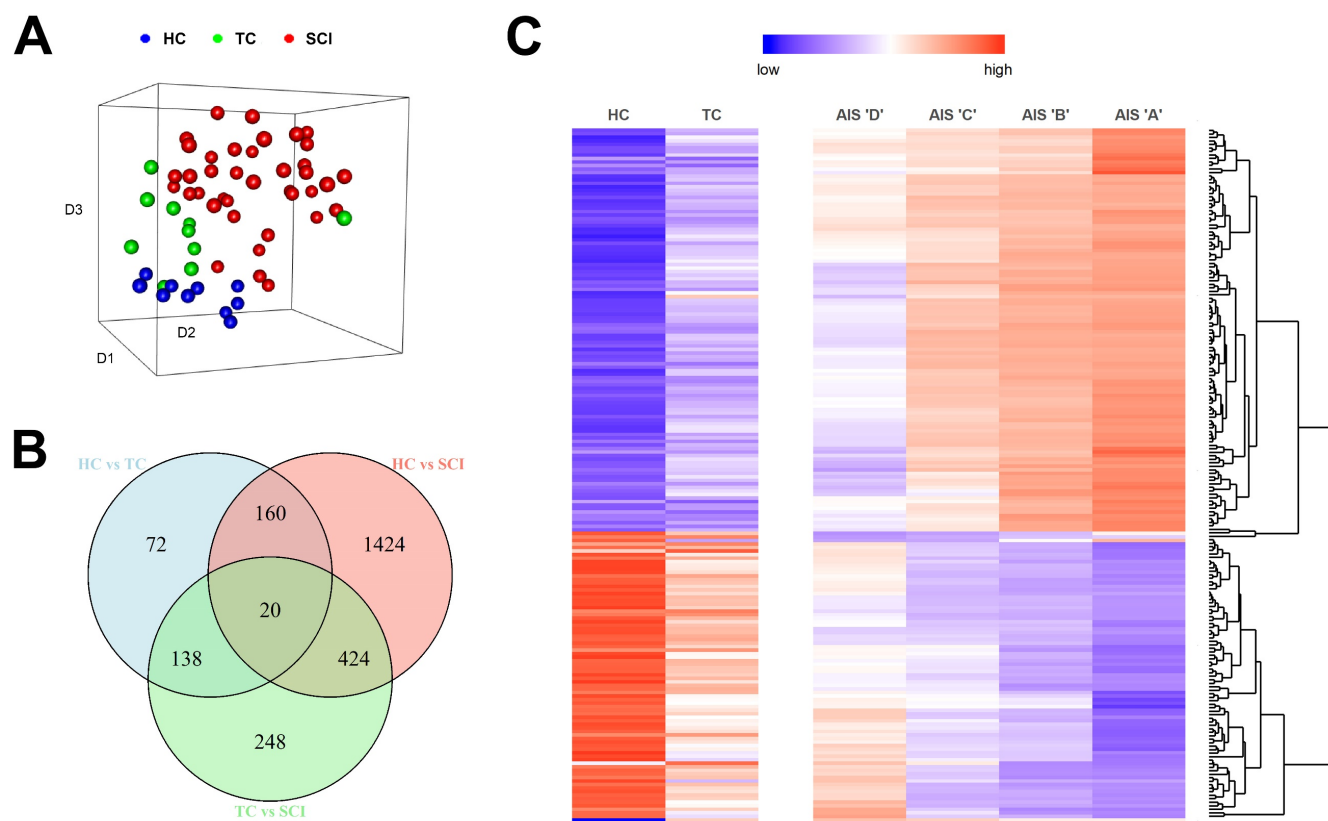 A
HC TC SCI
D3
D2
D1
B
HC vs TC
HC vs SCI
72
160
1424
20
138
424
248
TC vs SCI
C
low high
HC TC AIS 'D' AIS 'C' AIS 'B' AIS 'A'